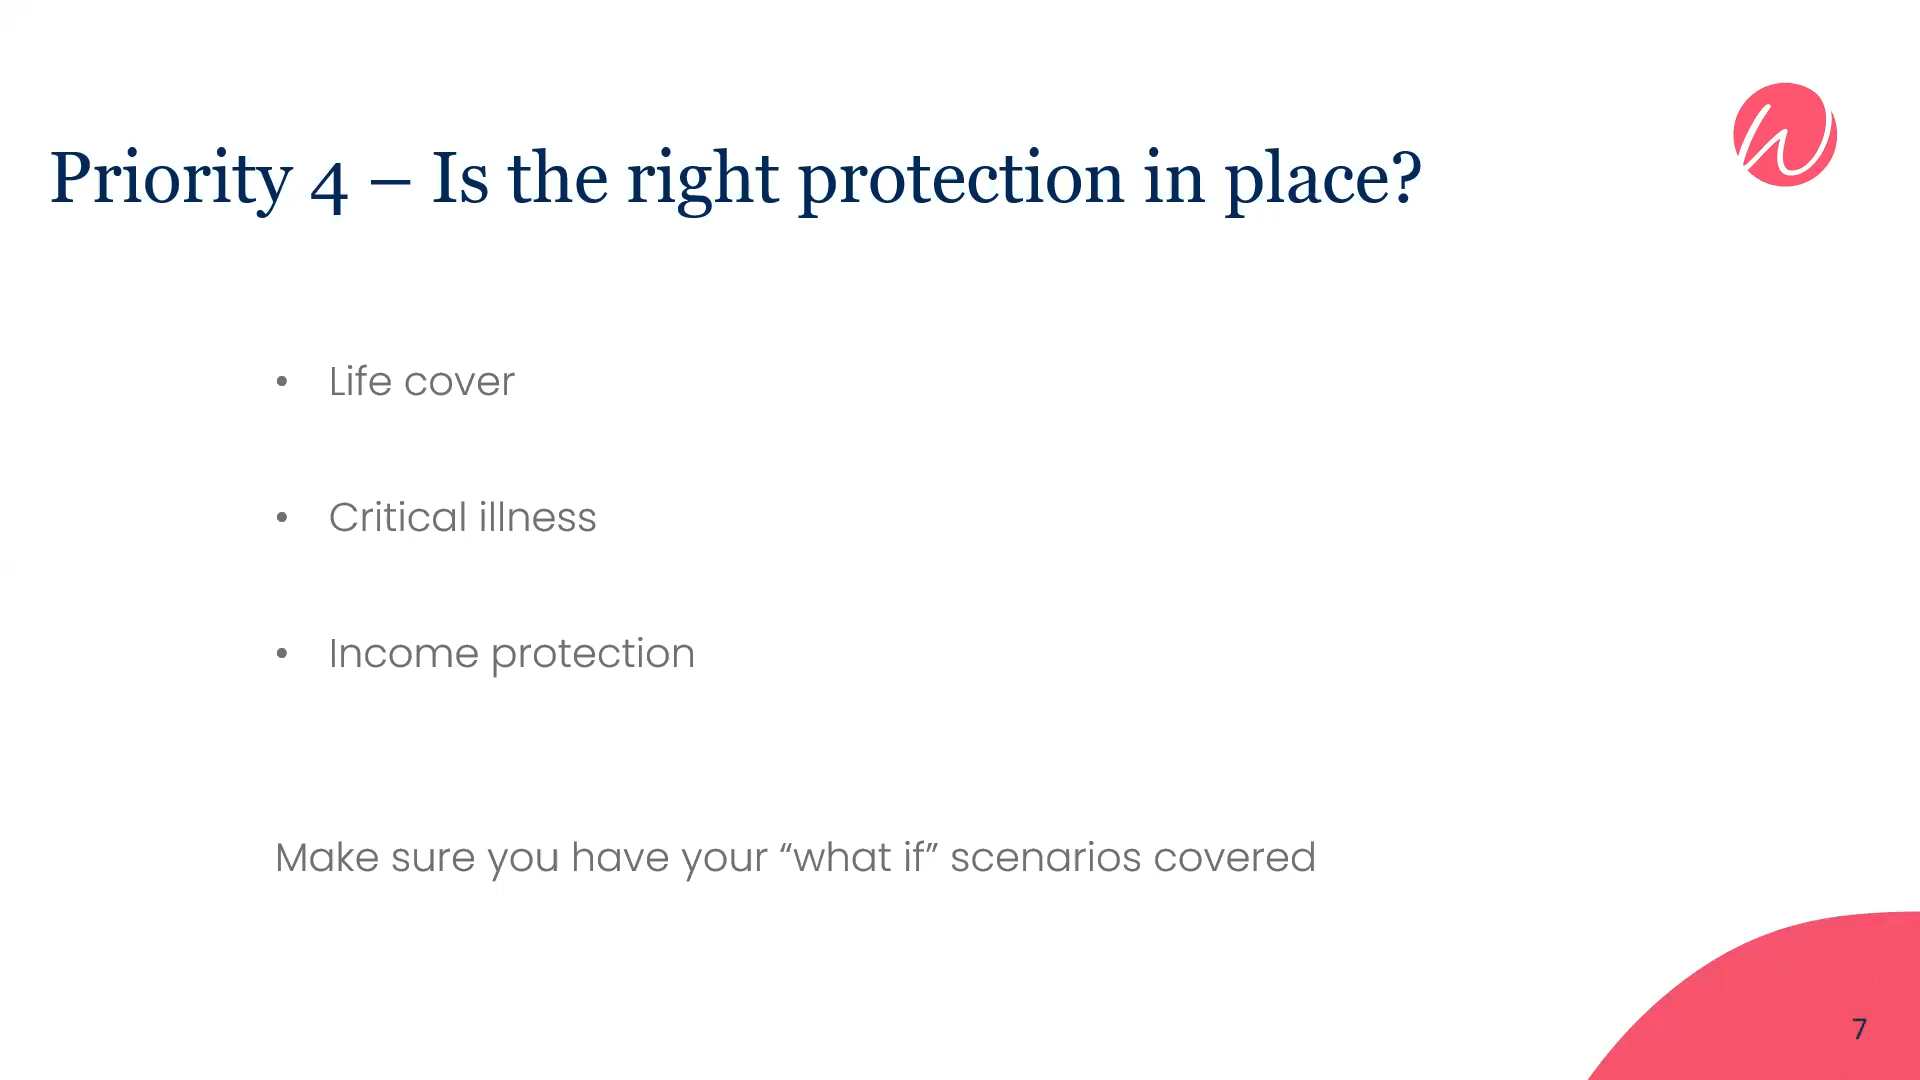 Priority 4 – Is the right protection in place?
• Life cover
• Critical illness
• Income protection
Make sure you have your “what if” scenarios covered
7